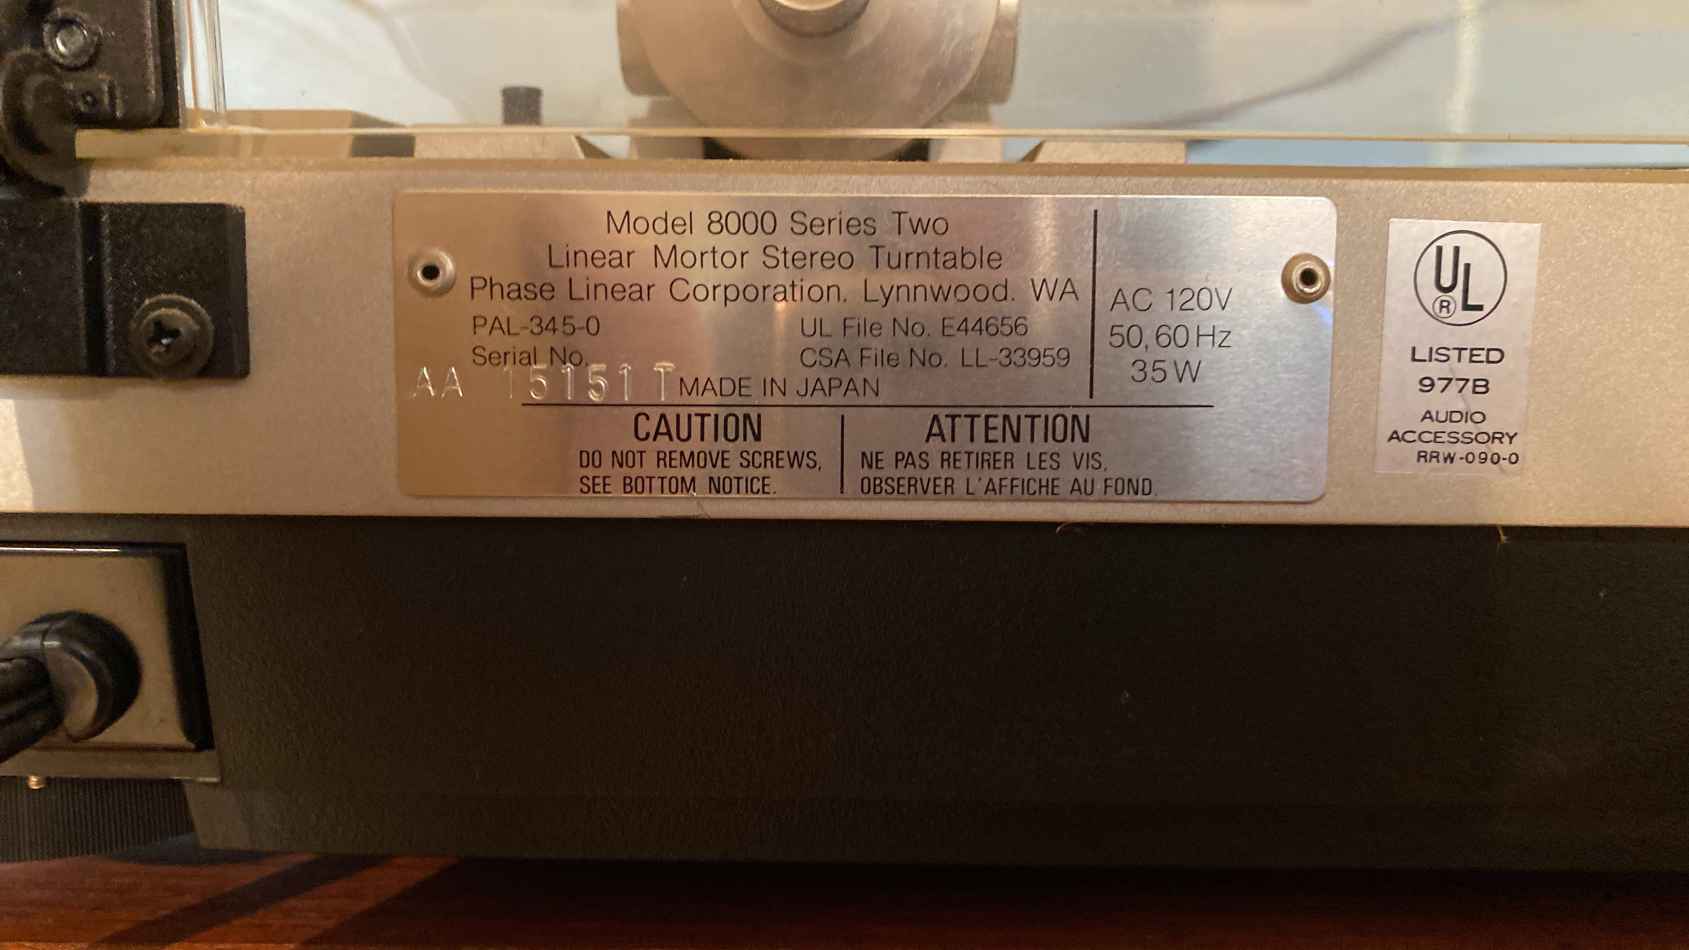 Model 8000 Series Two
Linear Mortor Stereo Turntable
Phase Linear Corporation. Lynnwood. WA
PAL-345-0
UL File No. E44656
Serial No.
CSA File No. LL-33959
AA 15151 T
MADE IN JAPAN
AC 120V
50,60 Hz
35W
CAUTION
DO NOT REMOVE SCREWS,
SEE BOTTOM NOTICE.
ATTENTION
NE PAS RETIRER LES VIS,
OBSERVER L'AFFICHE AU FOND.
UL
®
LISTED
977B
AUDIO
ACCESSORY
RRW-090-0